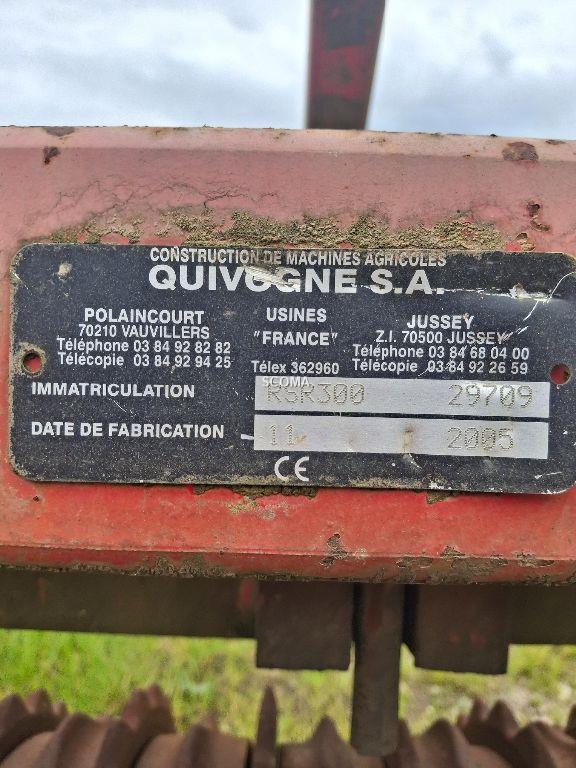 CONSTRUCTION DE MACHINES AGRICOLES
QUIVOGNE S.A.
POLAINCOURT
70210 VAUVILLERS
Téléphone 03 84 92 82 82
Télécopie 03 84 92 94 25
USINES
"FRANCE"
Télex 362960
JUSSEY
Z.I. 70500 JUSSEY
Téléphone 03 84 68 04 00
Télécopie 03 84 92 26 59
SCOMA
IMMATRICULATION RSR300 29709
DATE DE FABRICATION 11 2005
CE